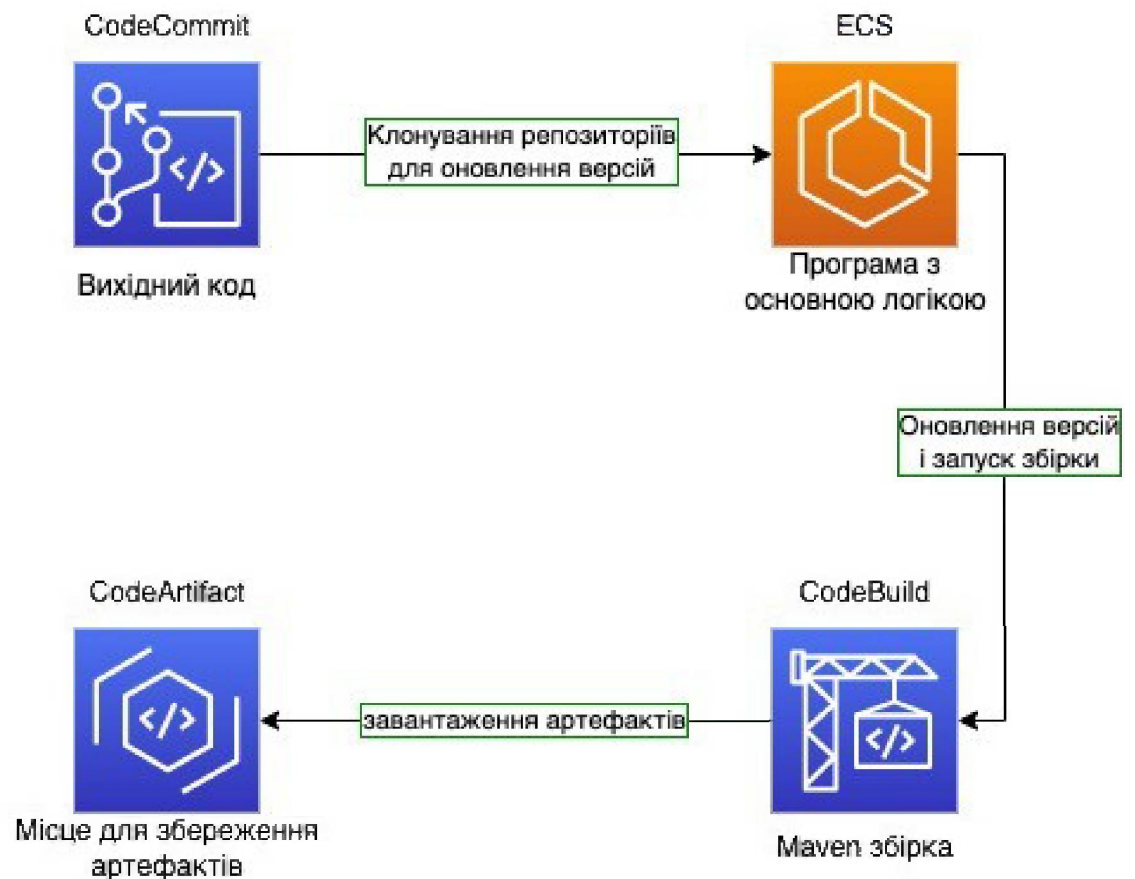 CodeCommit
ECS
</>
Клонування репозиторіїв
для оновлення версій
Вихідний код
Програма з
основною логікою
Оновлення версій
і запуск збірки
CodeArtifact
CodeBuild
</>
завантаження артефактів
</>
Місце для збереження
артефактів
Maven збірка